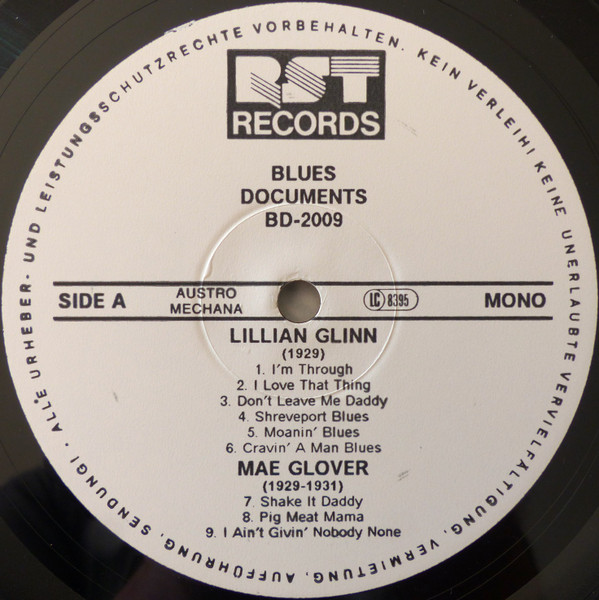 ALLE URHEBER- UND LEISTUNGSSCHUTZRECHTE VORBEHALTEN. KEIN VERLEIH! KEINE UNERLAUBTE VERVIELFÄLTIGUNG, VERMIETUNG, AUFFÜHRUNG, SENDUNG! ·
RST
RECORDS
BLUES
DOCUMENTS
BD-2009
SIDE A
AUSTRO
MECHANA
LC 8395
MONO
LILLIAN GLINN
(1929)
1. I'm Through
2. I Love That Thing
3. Don't Leave Me Daddy
4. Shreveport Blues
5. Moanin' Blues
6. Cravin' A Man Blues
MAE GLOVER
(1929-1931)
7. Shake It Daddy
8. Pig Meat Mama
9. I Ain't Givin' Nobody None